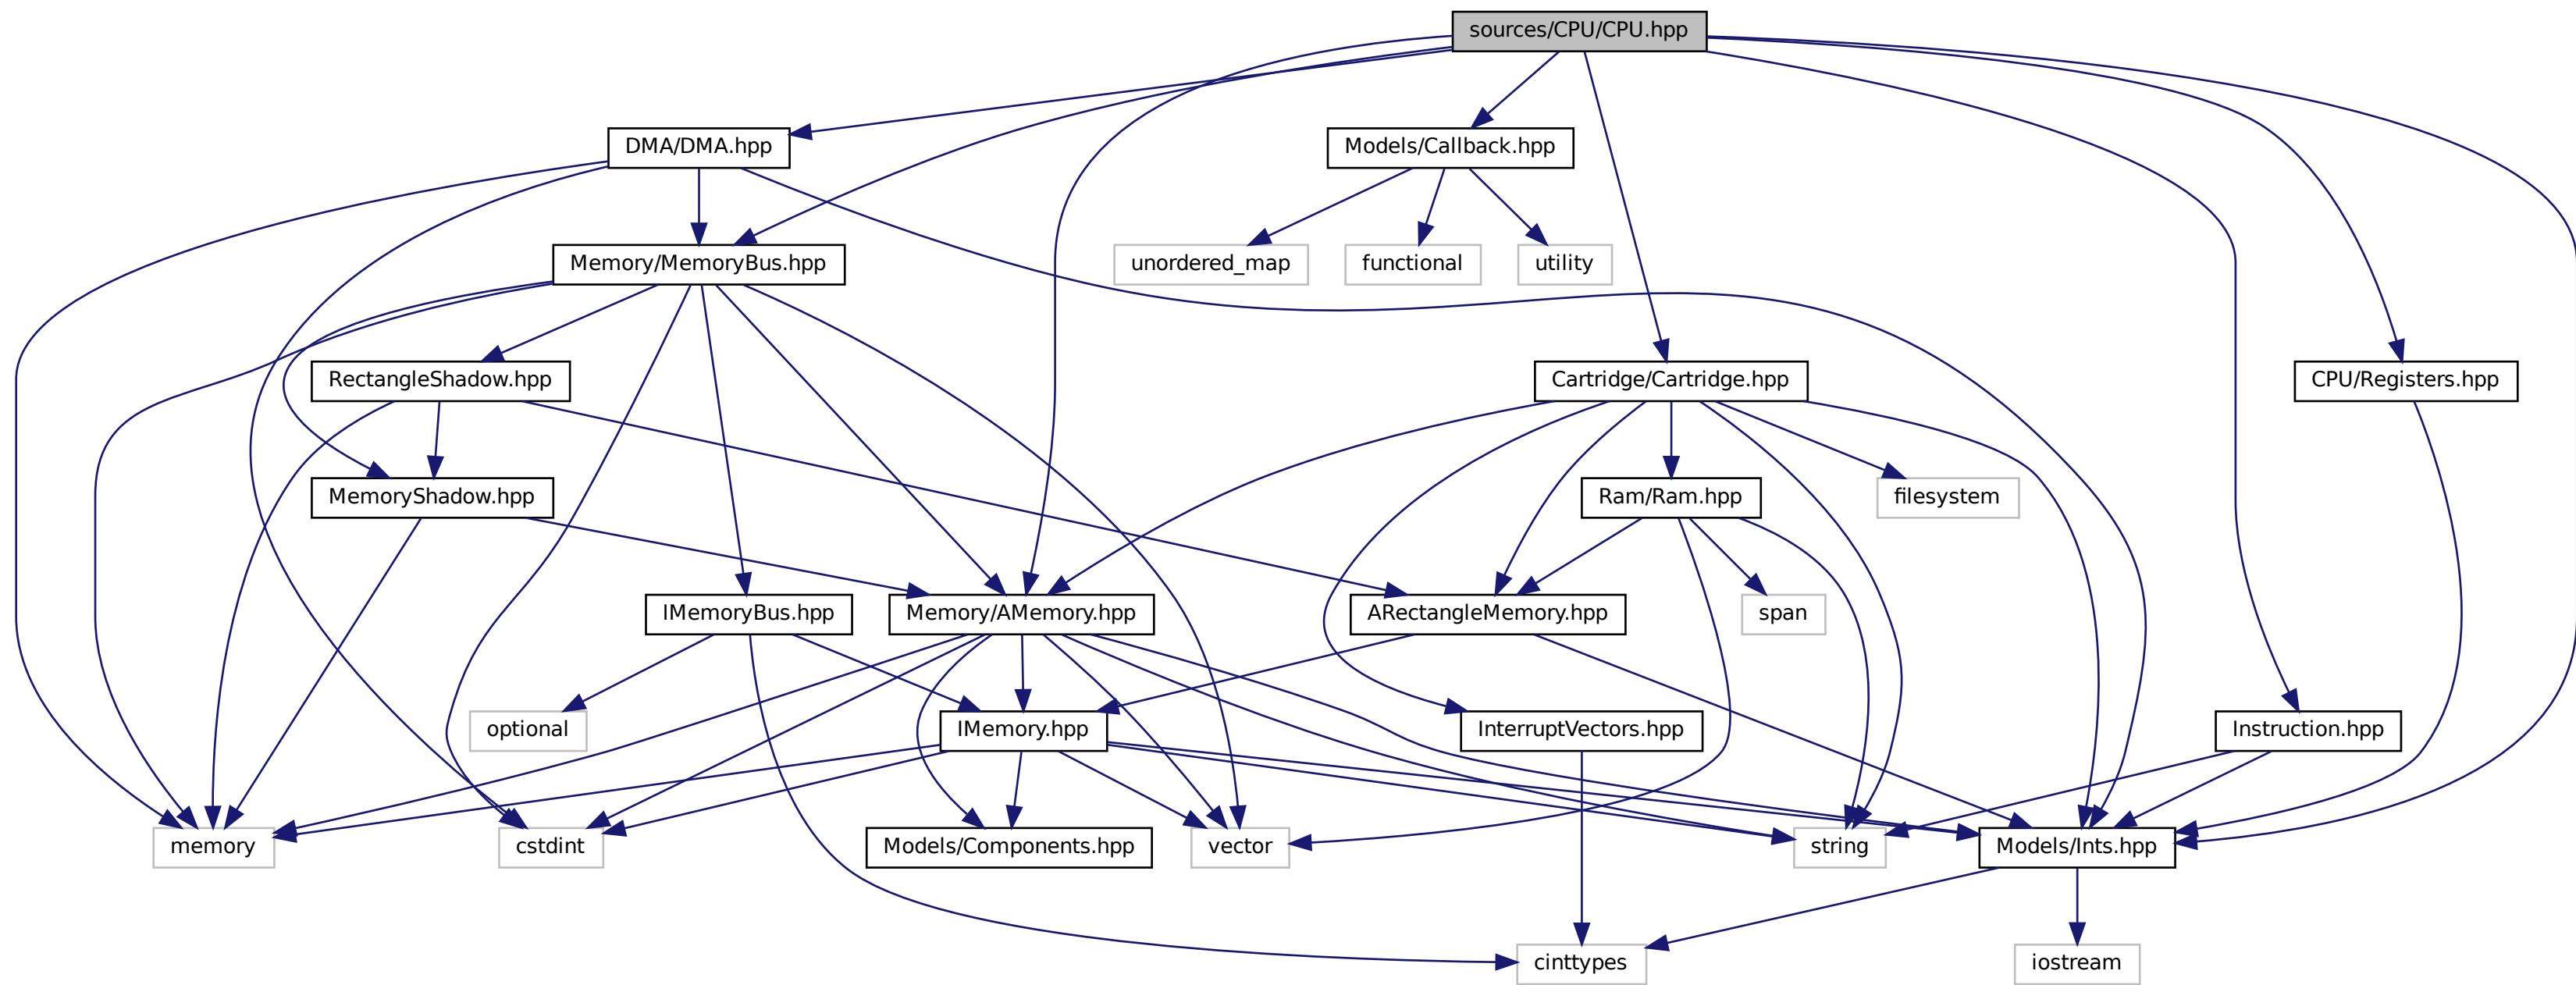 sources/CPU/CPU.hpp
DMA/DMA.hpp
Models/Callback.hpp
Memory/MemoryBus.hpp
unordered_map
functional
utility
RectangleShadow.hpp
Cartridge/Cartridge.hpp
CPU/Registers.hpp
MemoryShadow.hpp
Ram/Ram.hpp
filesystem
IMemoryBus.hpp
Memory/AMemory.hpp
ARectangleMemory.hpp
span
optional
IMemory.hpp
InterruptVectors.hpp
Instruction.hpp
memory
cstdint
Models/Components.hpp
vector
string
Models/Ints.hpp
cinttypes
iostream